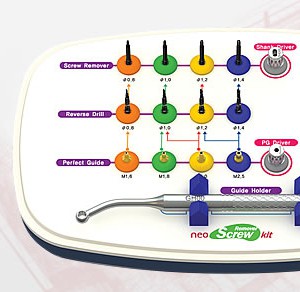 Shank Driver
Screw Remover
ø0,8 ø1,0 ø1,2 ø1,4
Reverse Drill
ø0,8 ø1,0 ø1,2 ø1,4
PG Driver
Perfect Guide
M1,6 M1,8 M2,5
Guide Holder
neo Screw Remover kit